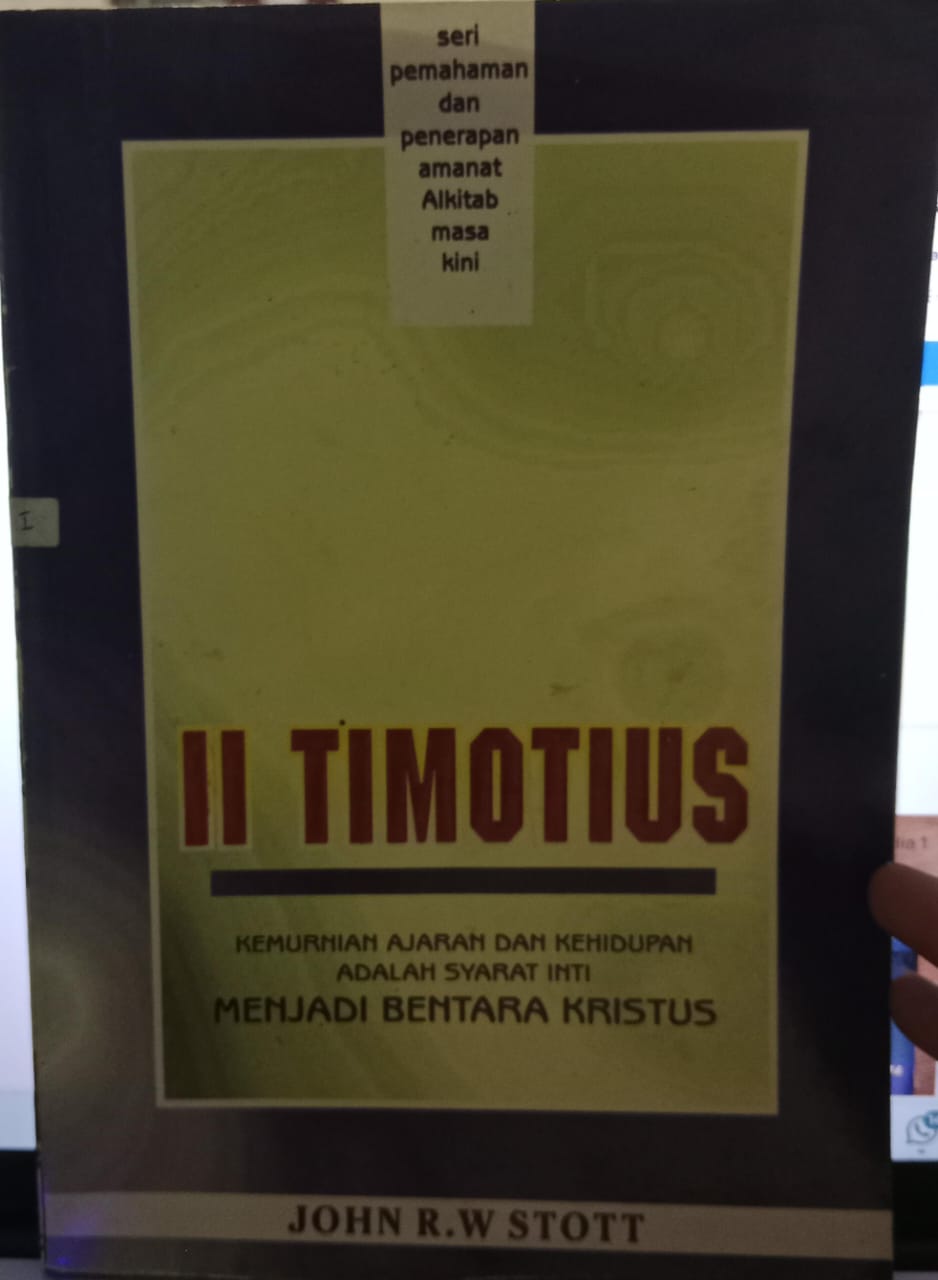 seri
pemahaman
dan
penerapan
amanat
Alkitab
masa
kini
I
II TIMOTIUS
KEMURNIAN AJARAN DAN KEHIDUPAN
ADALAH SYARAT INTI
MENJADI BENTARA KRISTUS
JOHN R.W STOTT